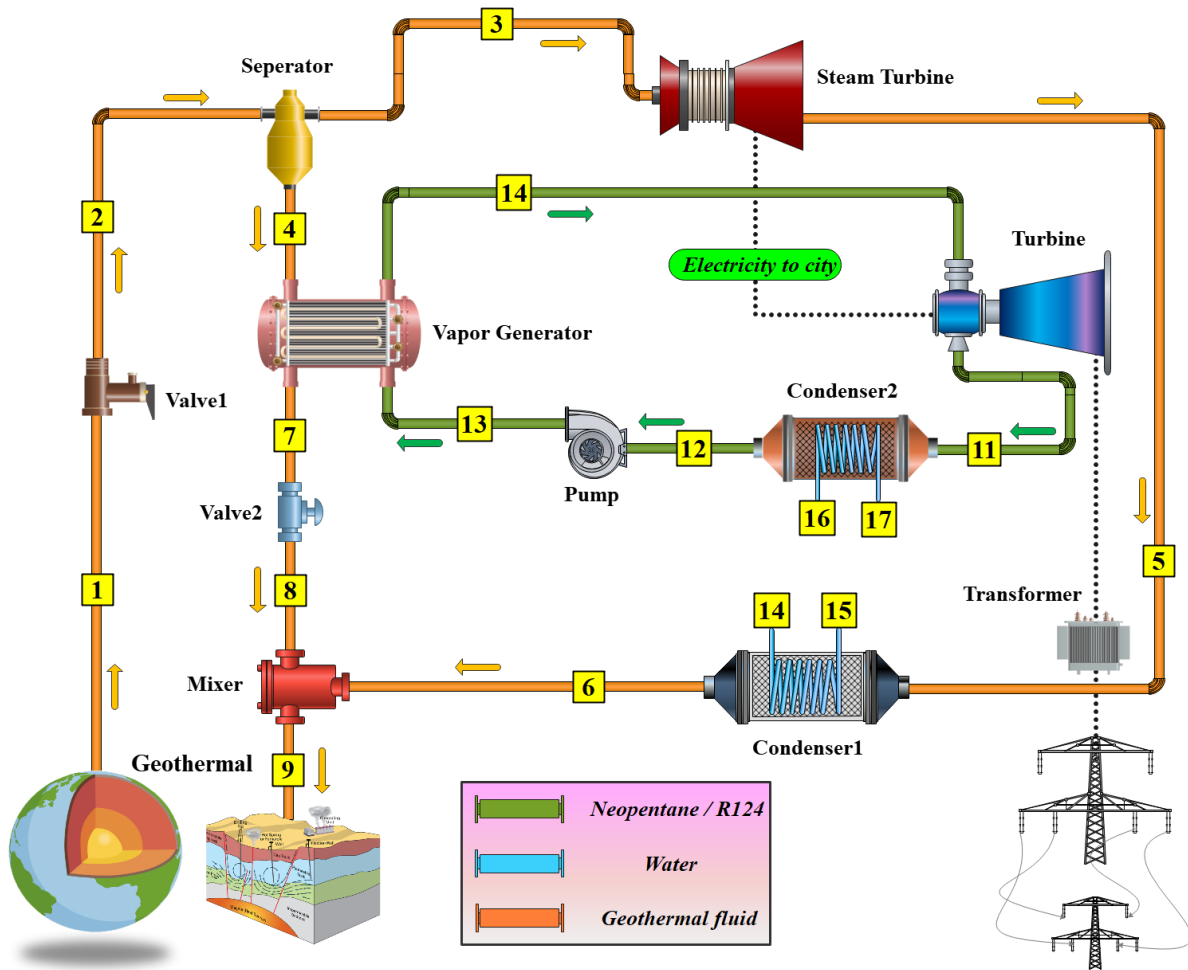 3
Seperator
Steam Turbine
2
4
14
Turbine
Electricity to city
Vapor Generator
Valve1
Condenser2
7
13
12
11
Pump
16
17
Valve2
1
8
5
Transformer
14
15
Mixer
6
Condenser1
Geothermal
9
Neopentane / R124
Water
Geothermal fluid